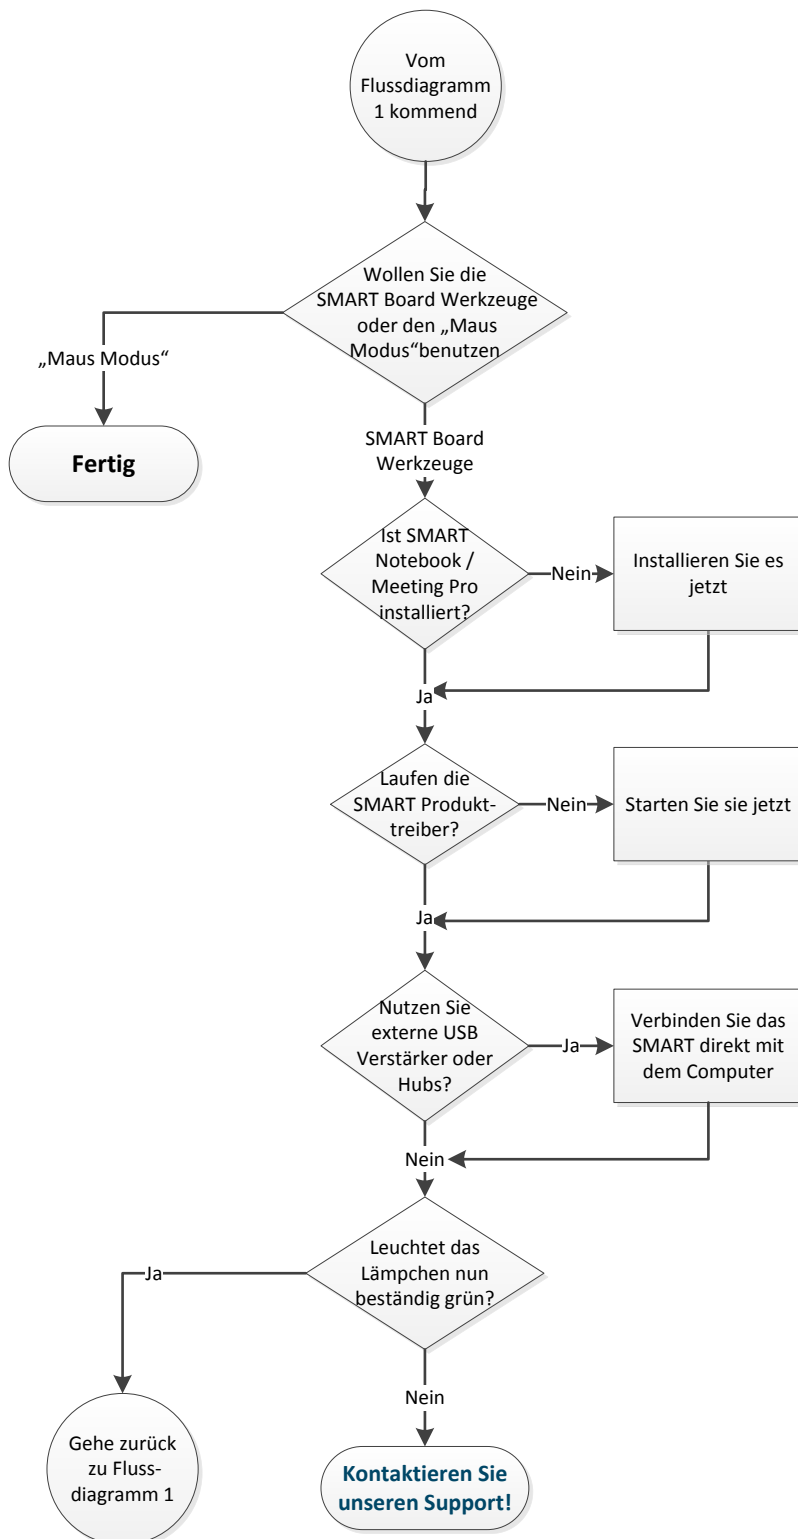 Vom
Flussdiagramm
1 kommend
Wollen Sie die
SMART Board Werkzeuge
oder den „Maus
Modus“benutzen
„Maus Modus“
Fertig
SMART Board
Werkzeuge
Ist SMART
Notebook /
Meeting Pro
installiert?
Nein
Installieren Sie es
jetzt
Ja
Laufen die
SMART Produkt-
treiber?
Nein
Starten Sie sie jetzt
Ja
Nutzen Sie
externe USB
Verstärker oder
Hubs?
Ja
Verbinden Sie das
SMART direkt mit
dem Computer
Nein
Leuchtet das
Lämpchen nun
beständig grün?
Ja
Nein
Gehe zurück
zu Fluss-
diagramm 1
Kontaktieren Sie
unseren Support!